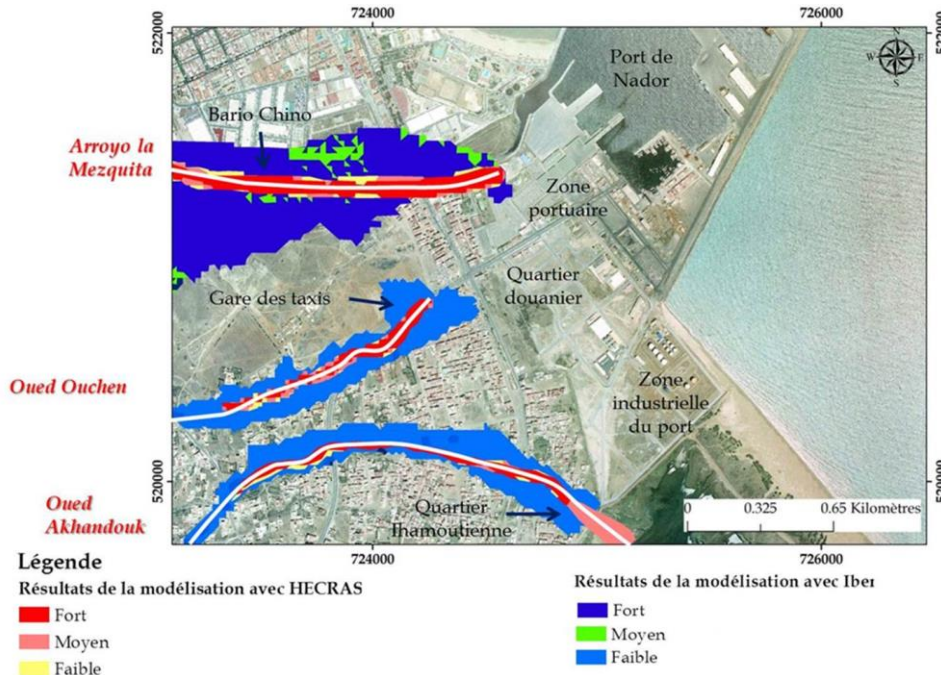 724000
726000
522000
522000
Port de
Nador
Bario Chino
Arroyo la
Mezquita
Zone
portuaire
Quartier
douanier
Gare des taxis
Oued Ouchen
Zone
industrielle
du port
520000
520000
Oued
Akhandouk
Quartier
Ihamoutienne
0 0.325 0.65 Kilomètres
724000
726000
N
W E
S
Légende
Résultats de la modélisation avec HECRAS
Fort
Moyen
Faible
Résultats de la modélisation avec Iber
Fort
Moyen
Faible